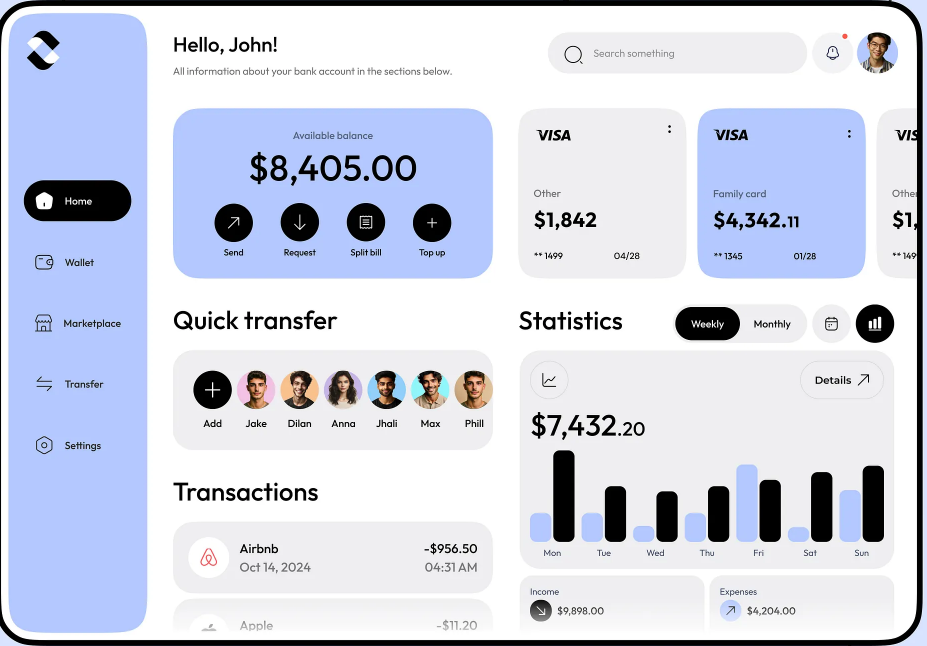 Hello, John!
All information about your bank account in the sections below.
Search something
Home
Wallet
Marketplace
Transfer
Settings
Available balance
$8,405.00
Send
Request
Split bill
Top up
VISA
Other
$1,842
** 1499
04/28
VISA
Family card
$4,342.11
** 1345
01/28
VIS
Other
$1,
** 149
Quick transfer
Add
Jake
Dilan
Anna
Jhali
Max
Phill
Transactions
Airbnb
-$956.50
Oct 14, 2024
04:31 AM
Apple
-$11.20
Statistics
Weekly
Monthly
Details
$7,432.20
Mon
Tue
Wed
Thu
Fri
Sat
Sun
Income
$9,898.00
Expenses
$4,204.00